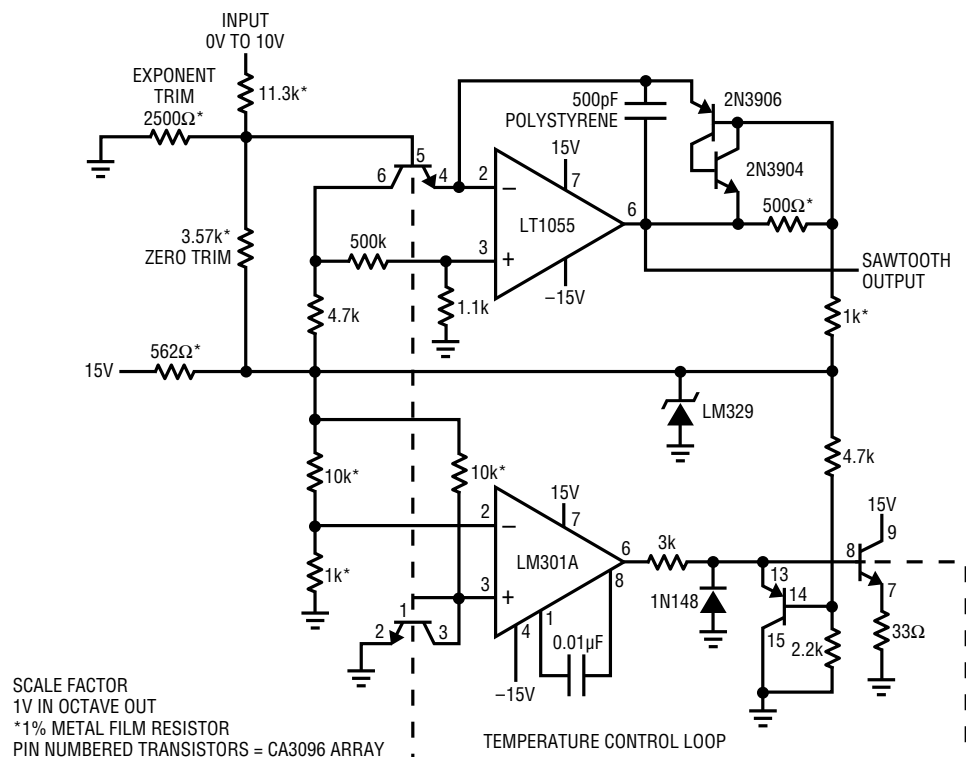 INPUT
0V TO 10V
EXPONENT
TRIM
2500Ω*
11.3k*
500pF
POLYSTYRENE
2N3906
2N3904
15V
5
6
4
2
7
−
LT1055
6
500Ω*
3.57k*
ZERO TRIM
500k
3
+
−15V
SAWTOOTH
OUTPUT
4.7k
1.1k
1k*
15V
562Ω*
LM329
10k*
10k*
4.7k
15V
15V
9
2
7
−
LM301A
6
3k
8
8
1k*
3
+
1N148
13
14
7
1
2
3
4
1
0.01µF
15
2.2k
33Ω
−15V
SCALE FACTOR
1V IN OCTAVE OUT
*1% METAL FILM RESISTOR
PIN NUMBERED TRANSISTORS = CA3096 ARRAY
TEMPERATURE CONTROL LOOP